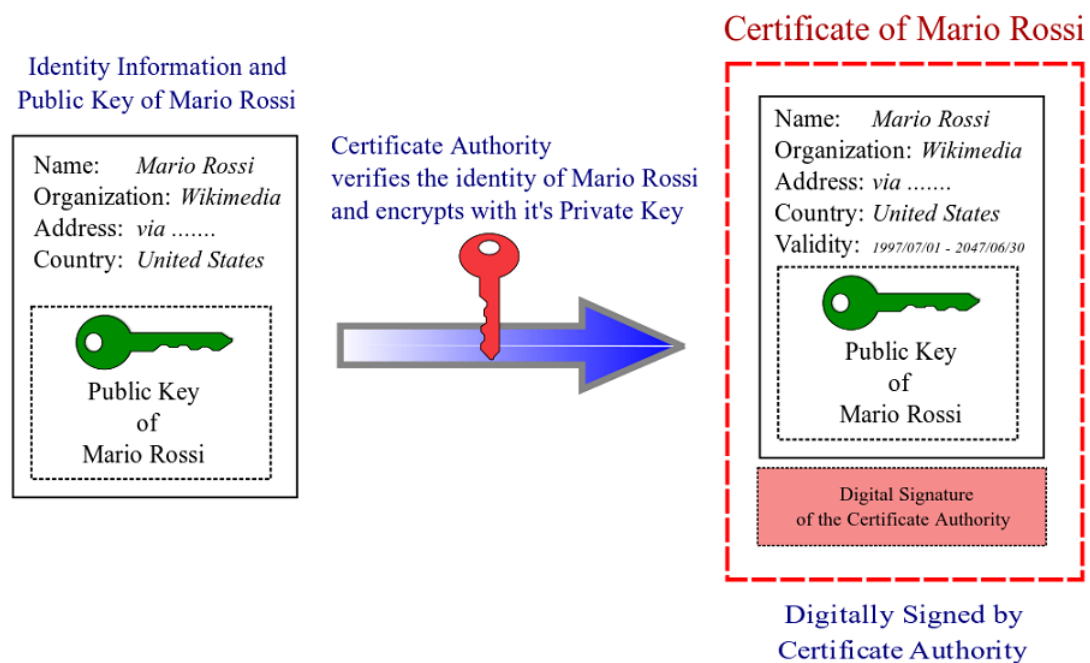 Identity Information and
Public Key of Mario Rossi
Name: Mario Rossi
Organization: Wikimedia
Address: via .......
Country: United States
Public Key
of
Mario Rossi
Certificate Authority
verifies the identity of Mario Rossi
and encrypts with it's Private Key
Certificate of Mario Rossi
Name: Mario Rossi
Organization: Wikimedia
Address: via .......
Country: United States
Validity: 1997/07/01 - 2047/06/30
Public Key
of
Mario Rossi
Digital Signature
of the Certificate Authority
Digitally Signed by
Certificate Authority